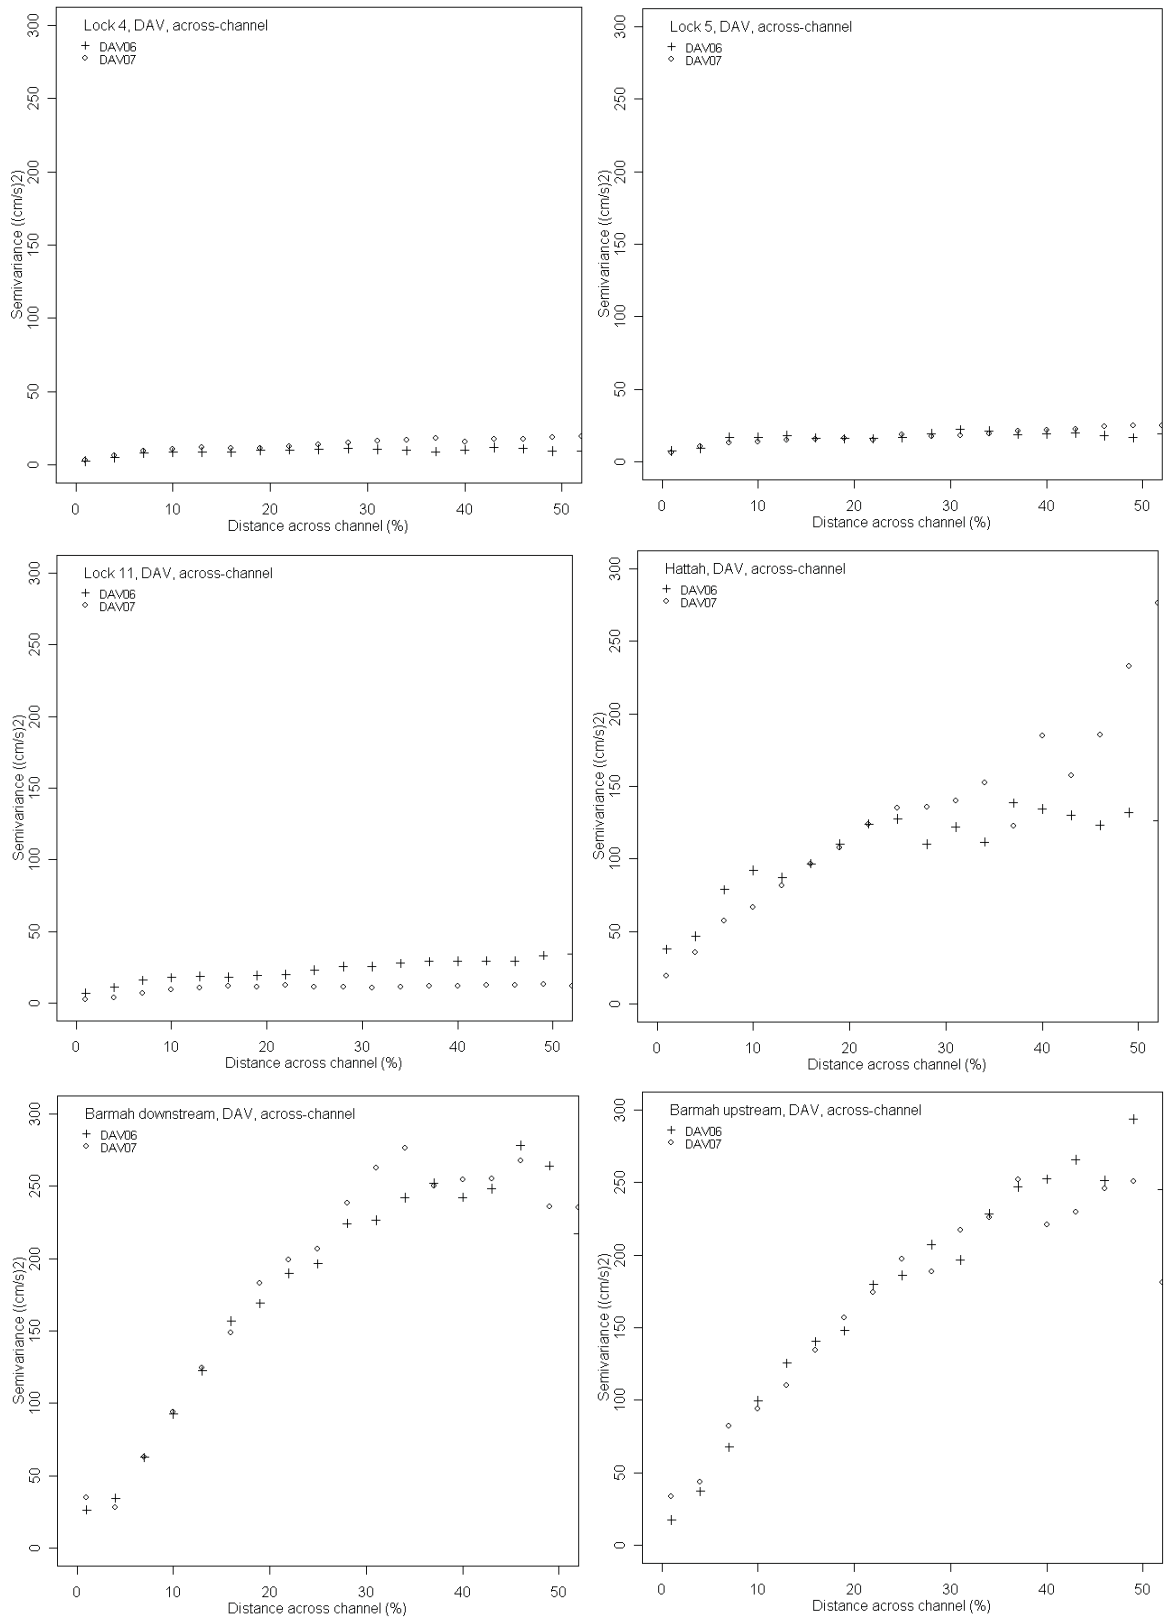 Lock 4, DAV, across-channel
DAV06
DAV07
300
250
200
150
100
50
0
Semivariance ((cm/s)2)
0 10 20 30 40 50
Distance across channel (%)
Lock 5, DAV, across-channel
DAV06
DAV07
300
250
200
150
100
50
0
Semivariance ((cm/s)2)
0 10 20 30 40 50
Distance across channel (%)
Lock 11, DAV, across-channel
DAV06
DAV07
300
250
200
150
100
50
0
Semivariance ((cm/s)2)
0 10 20 30 40 50
Distance across channel (%)
Hattah, DAV, across-channel
DAV06
DAV07
300
250
200
150
100
50
0
Semivariance ((cm/s)2)
0 10 20 30 40 50
Distance across channel (%)
Barmah downstream, DAV, across-channel
DAV06
DAV07
300
250
200
150
100
50
0
Semivariance ((cm/s)2)
0 10 20 30 40 50
Distance across channel (%)
Barmah upstream, DAV, across-channel
DAV06
DAV07
300
250
200
150
100
50
0
Semivariance ((cm/s)2)
0 10 20 30 40 50
Distance across channel (%)